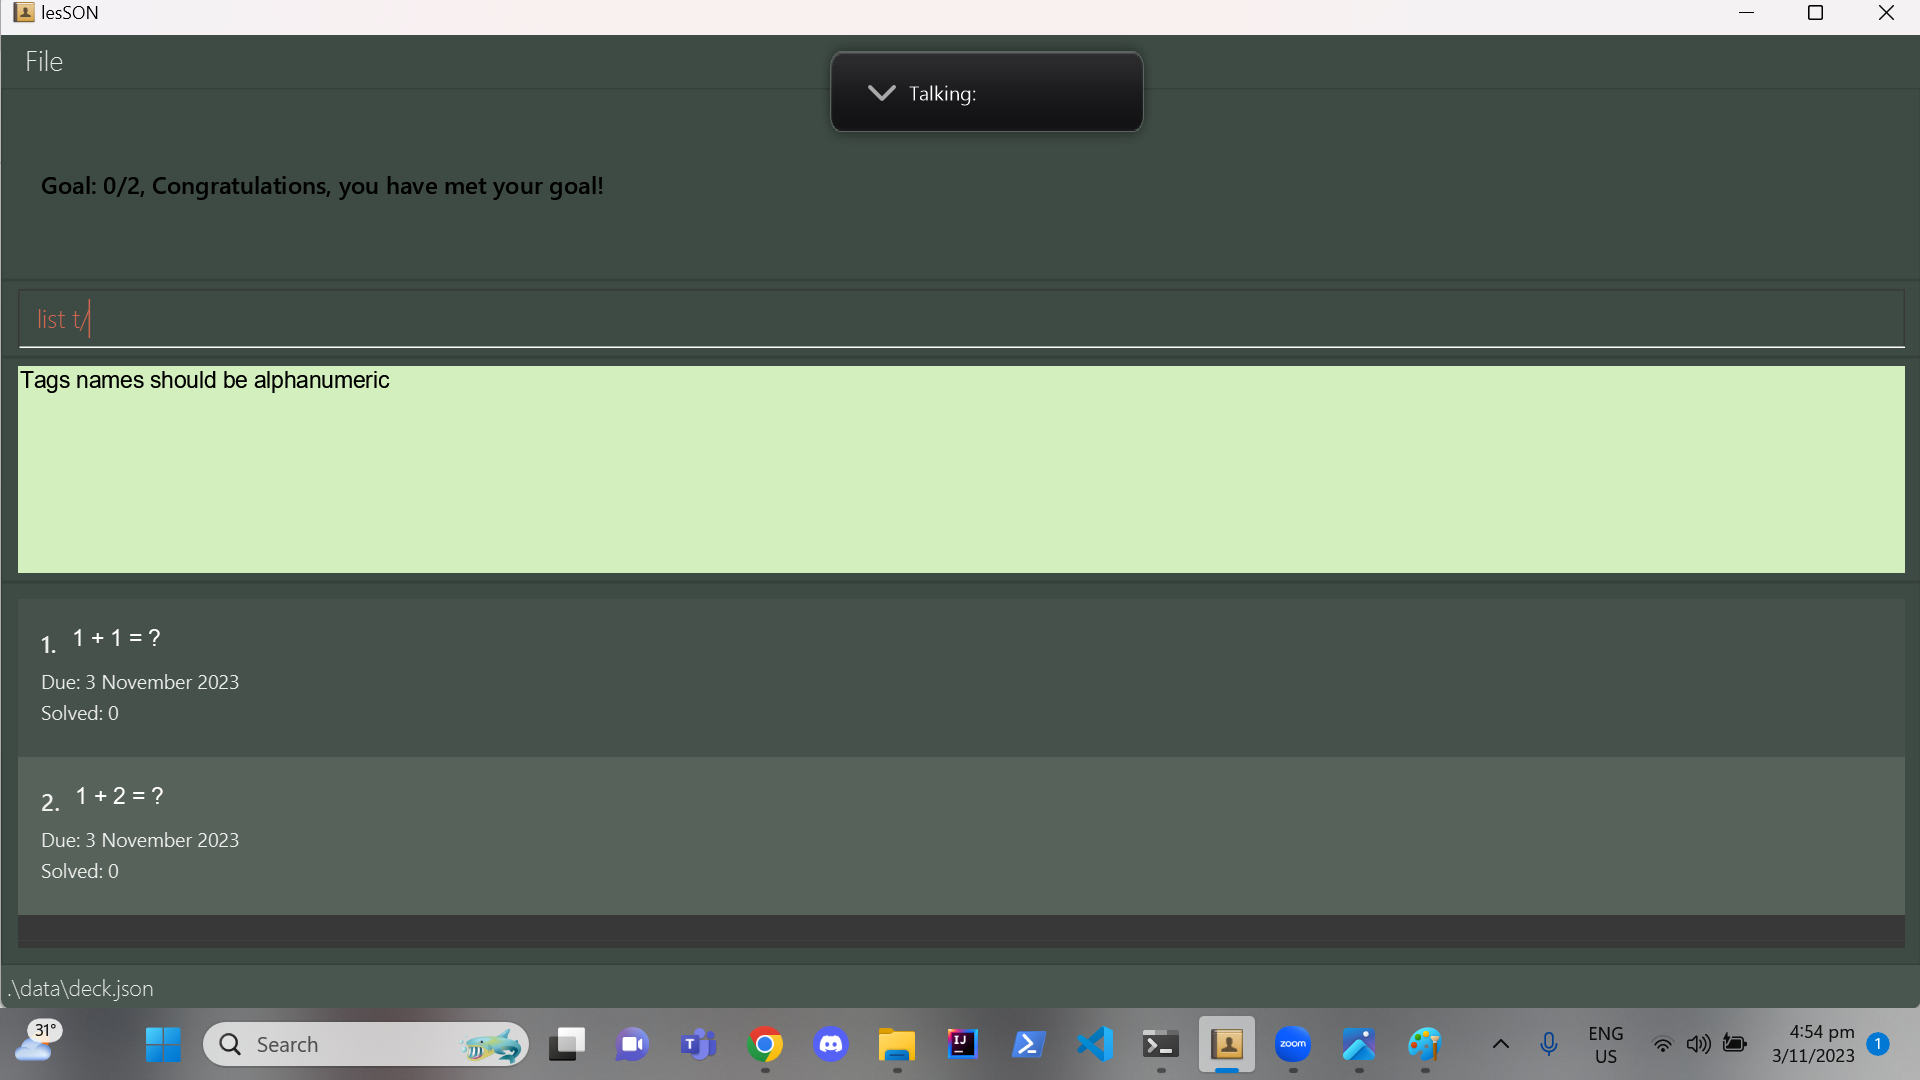 lesSON
File
Talking:
Goal: 0/2, Congratulations, you have met your goal!
list t/
Tags names should be alphanumeric
1. 1 + 1 = ?
Due: 3 November 2023
Solved: 0
2. 1 + 2 = ?
Due: 3 November 2023
Solved: 0
.\data\deck.json
31°
Search
T
IJ
zoom
ENG
US
4:54 pm
3/11/2023
1